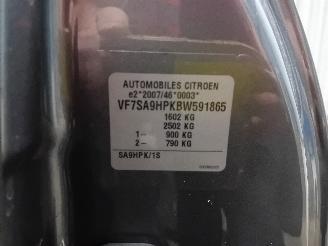 AUTOMOBILES CITROEN
e2*2007/46*0003*
VF7SA9HPKBW591865
1602 KG
2502 KG
1- 900 KG
2- 790 KG
SA9HPK/1S